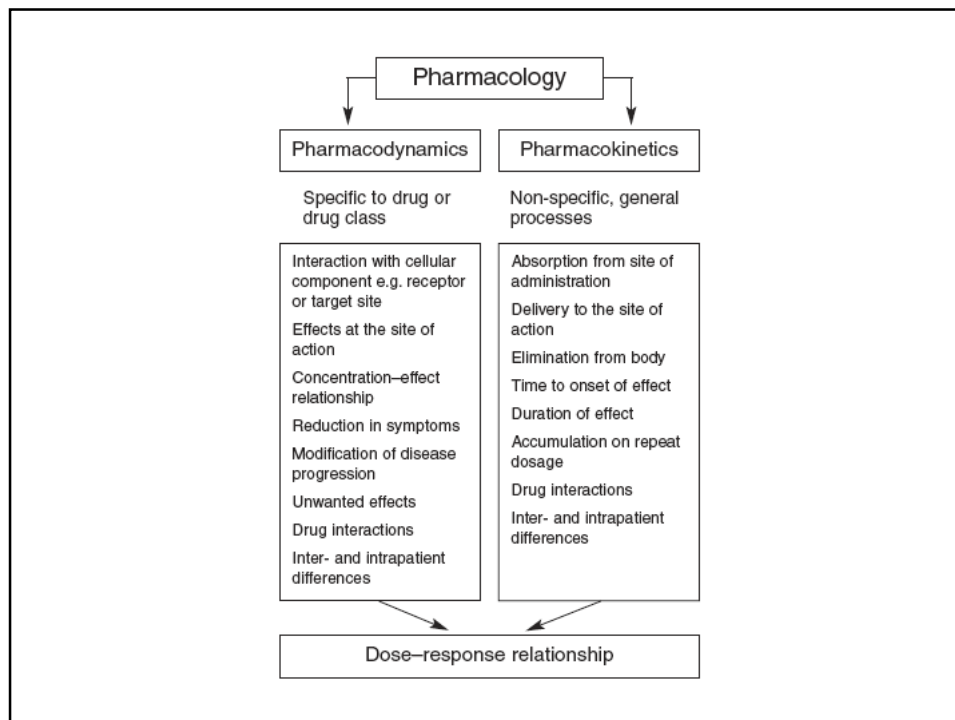 Pharmacology
Pharmacodynamics
Specific to drug or
drug class
Interaction with cellular
component e.g. receptor
or target site
Effects at the site of
action
Concentration–effect
relationship
Reduction in symptoms
Modification of disease
progression
Unwanted effects
Drug interactions
Inter- and intrapatient
differences
Pharmacokinetics
Non-specific, general
processes
Absorption from site of
administration
Delivery to the site of
action
Elimination from body
Time to onset of effect
Duration of effect
Accumulation on repeat
dosage
Drug interactions
Inter- and intrapatient
differences
Dose–response relationship